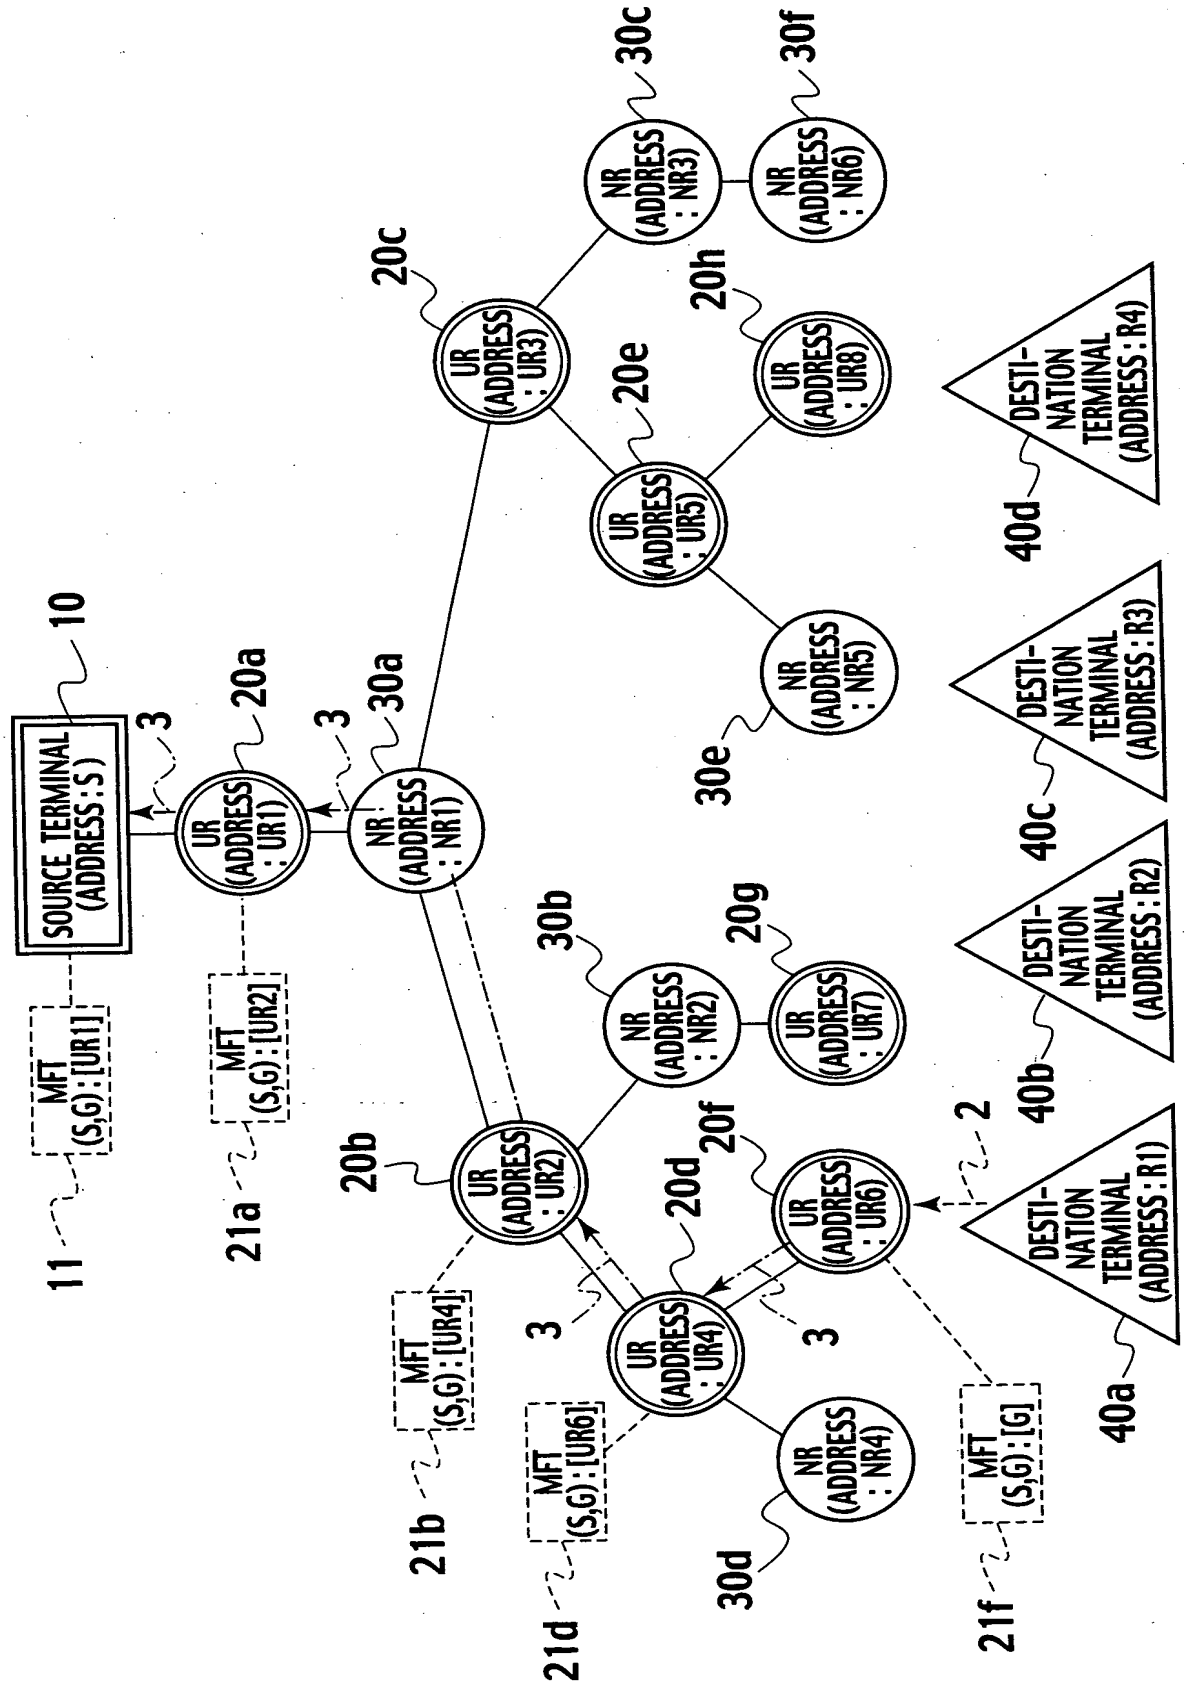 SOURCE TERMINAL
(ADDRESS : S)
10
MFT
(S,G) : [UR1]
11
3
UR
(ADDRESS
: UR1)
20a
MFT
(S,G) : [UR2]
21a
3
NR
(ADDRESS
: NR1)
30a
UR
(ADDRESS
: UR2)
20b
MFT
(S,G) : [UR4]
21b
UR
(ADDRESS
: UR3)
20c
3
UR
(ADDRESS
: UR4)
20d
MFT
(S,G) : [UR6]
21d
NR
(ADDRESS
: NR2)
30b
UR
(ADDRESS
: UR5)
20e
NR
(ADDRESS
: NR3)
30c
3
NR
(ADDRESS
: NR4)
30d
UR
(ADDRESS
: UR6)
20f
UR
(ADDRESS
: UR7)
20g
NR
(ADDRESS
: NR5)
30e
UR
(ADDRESS
: UR8)
20h
NR
(ADDRESS
: NR6)
30f
MFT
(S,G) : [G]
21f
2
DESTI-
NATION
TERMINAL
(ADDRESS : R1)
40a
DESTI-
NATION
TERMINAL
(ADDRESS : R2)
40b
DESTI-
NATION
TERMINAL
(ADDRESS : R3)
40c
DESTI-
NATION
TERMINAL
(ADDRESS : R4)
40d